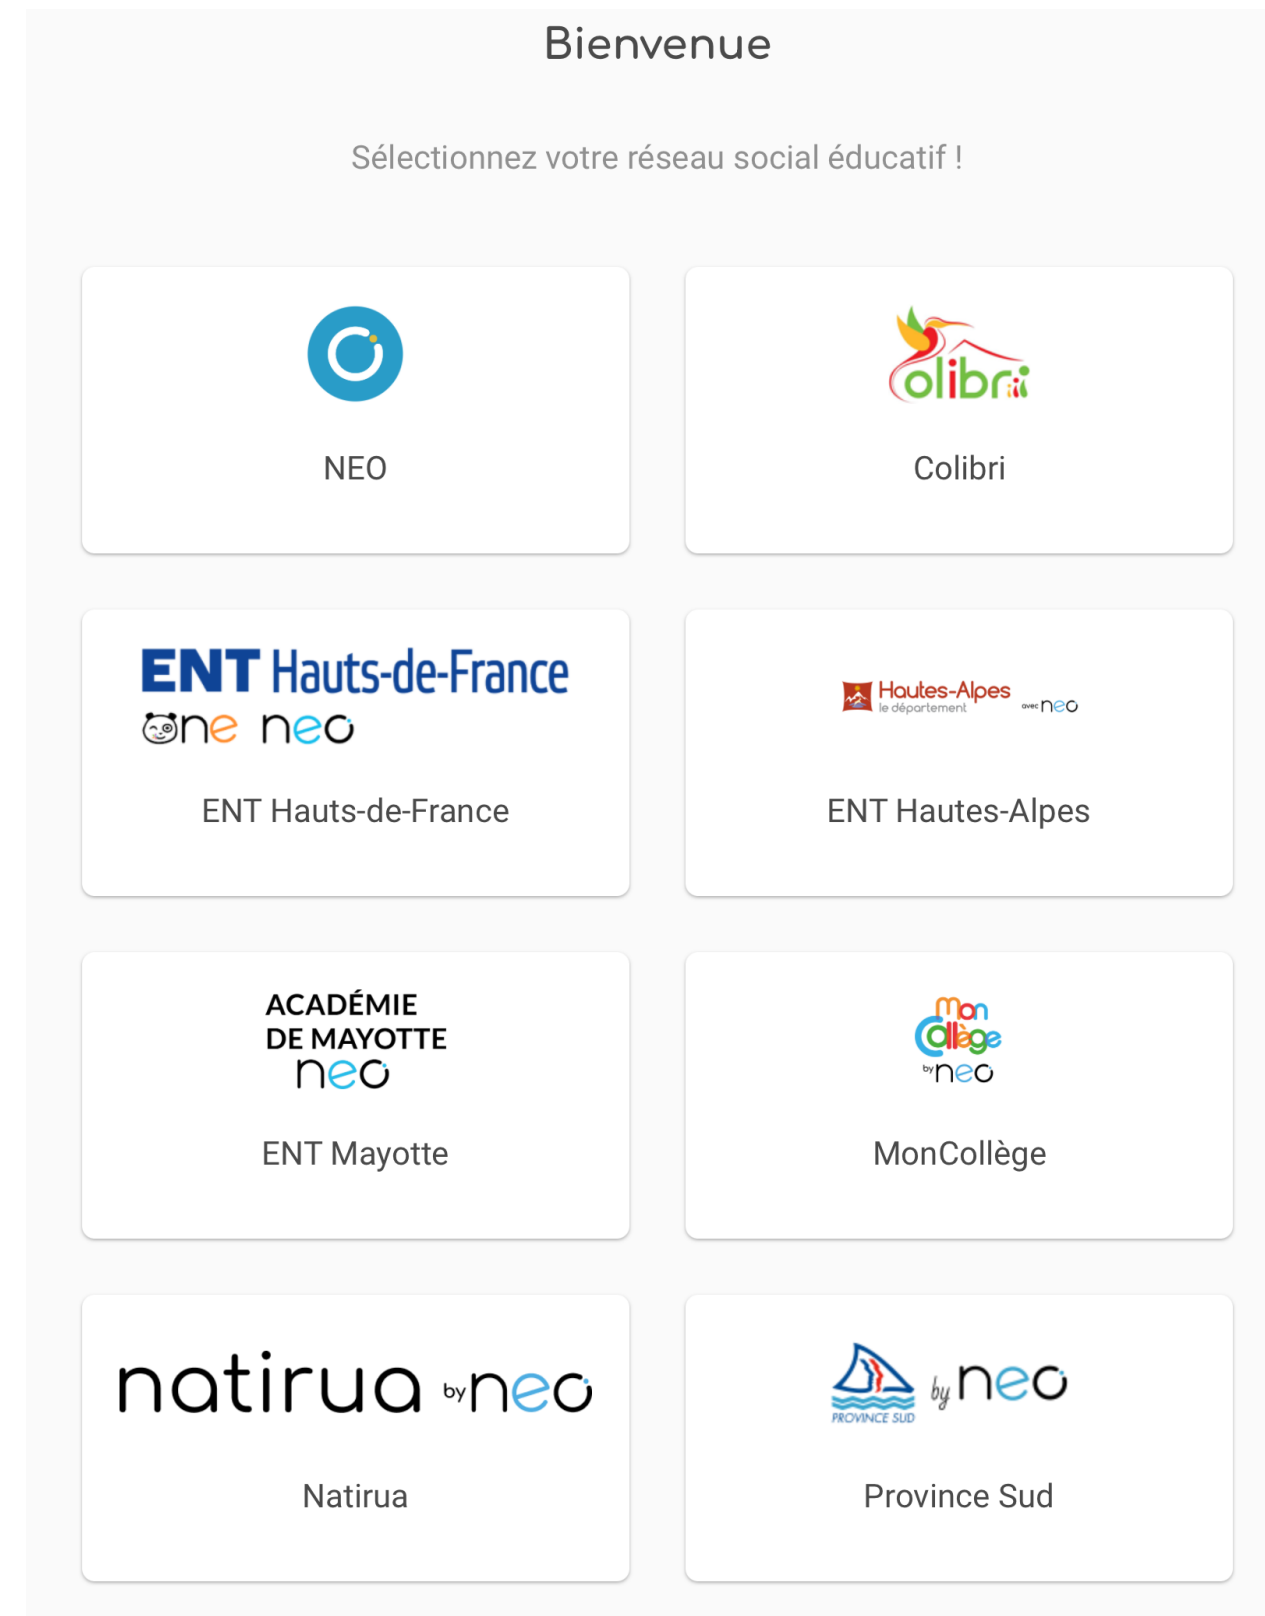 Bienvenue
Sélectionnez votre réseau social éducatif !
NEO
Colibrii
Colibri
ENT Hauts-de-France
One neo
ENT Hauts-de-France
Hautes-Alpes
le département avec neo
ENT Hautes-Alpes
ACADÉMIE
DE MAYOTTE
neo
ENT Mayotte
Mon
Collège
by neo
MonCollège
natirua by neo
Natirua
PROVINCE SUD by neo
Province Sud